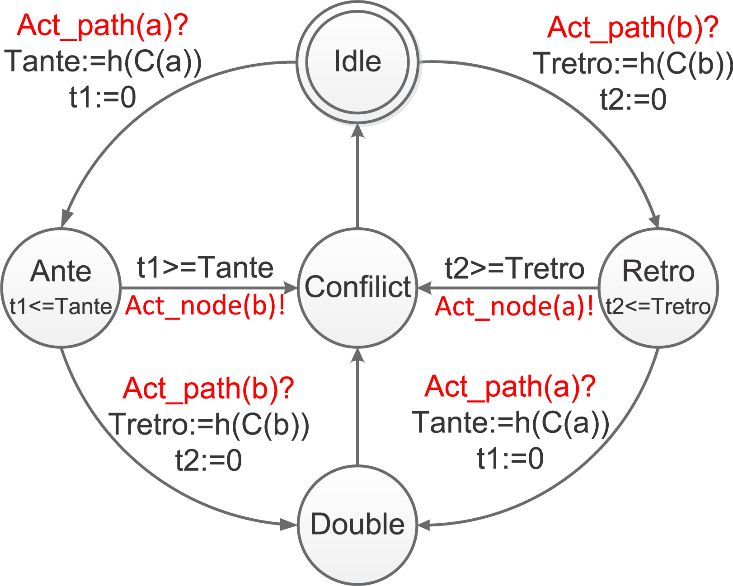 Act_path(a)?
Tante:=h(C(a))
t1:=0
Idle
Act_path(b)?
Tretro:=h(C(b))
t2:=0
Ante
t1<=Tante
t1>=Tante
Act_node(b)!
Confilict
t2>=Tretro
Act_node(a)!
Retro
t2<=Tretro
Act_path(b)?
Tretro:=h(C(b))
t2:=0
Act_path(a)?
Tante:=h(C(a))
t1:=0
Double